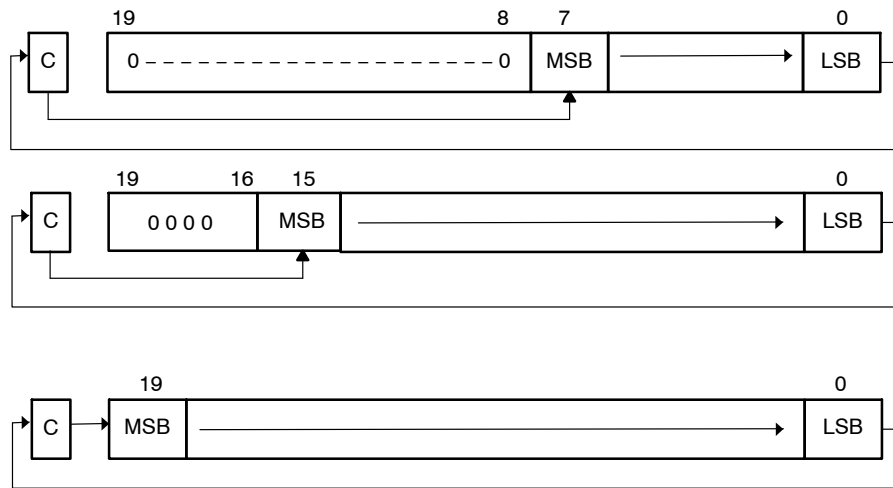 19 8 7 0
C 0 – – – – – – – – – – – – – – – – – – – – 0 MSB LSB
19 16 15 0
C 0 0 0 0 MSB LSB
19 0
C MSB LSB